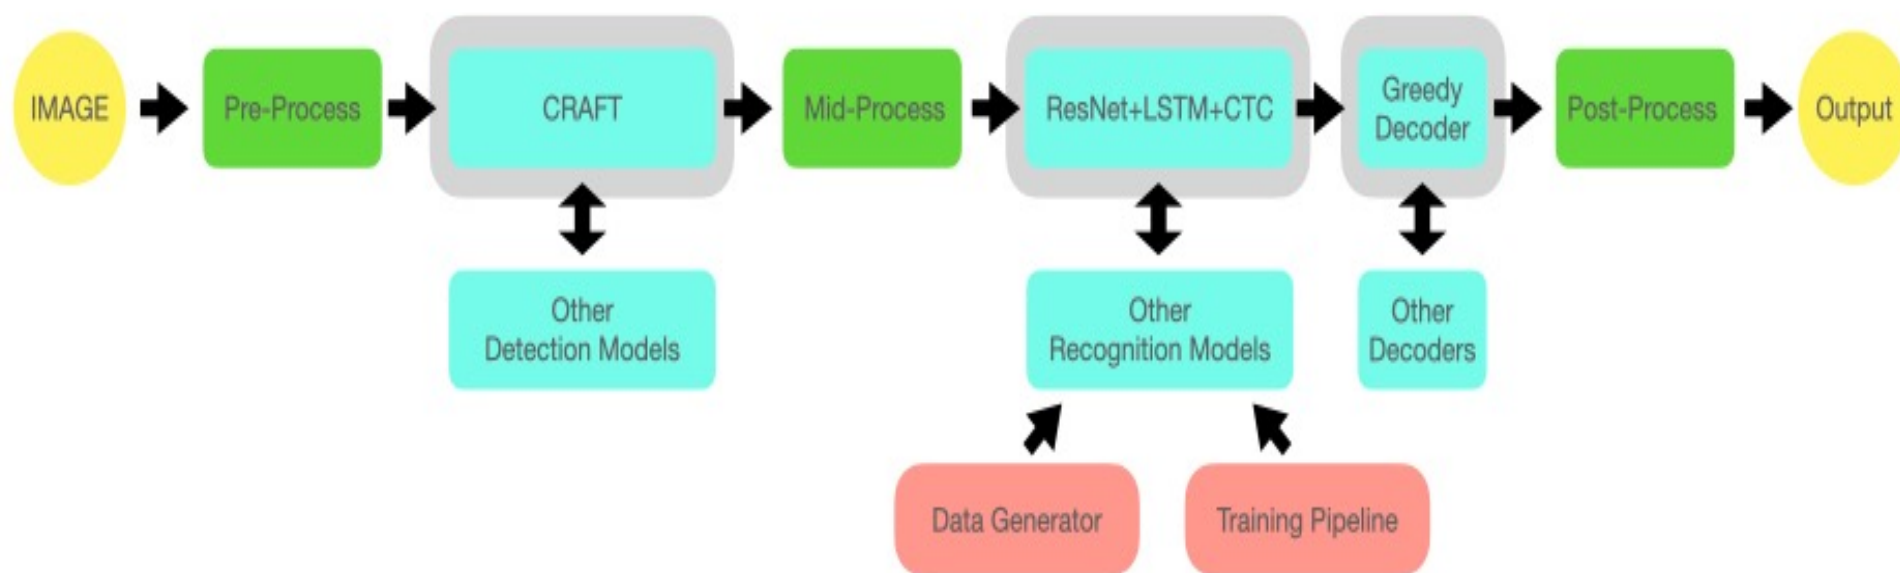 IMAGE
Pre-Process
CRAFT
Mid-Process
ResNet+LSTM+CTC
Greedy
Decoder
Post-Process
Output
Other
Detection Models
Other
Recognition Models
Other
Decoders
Data Generator
Training Pipeline